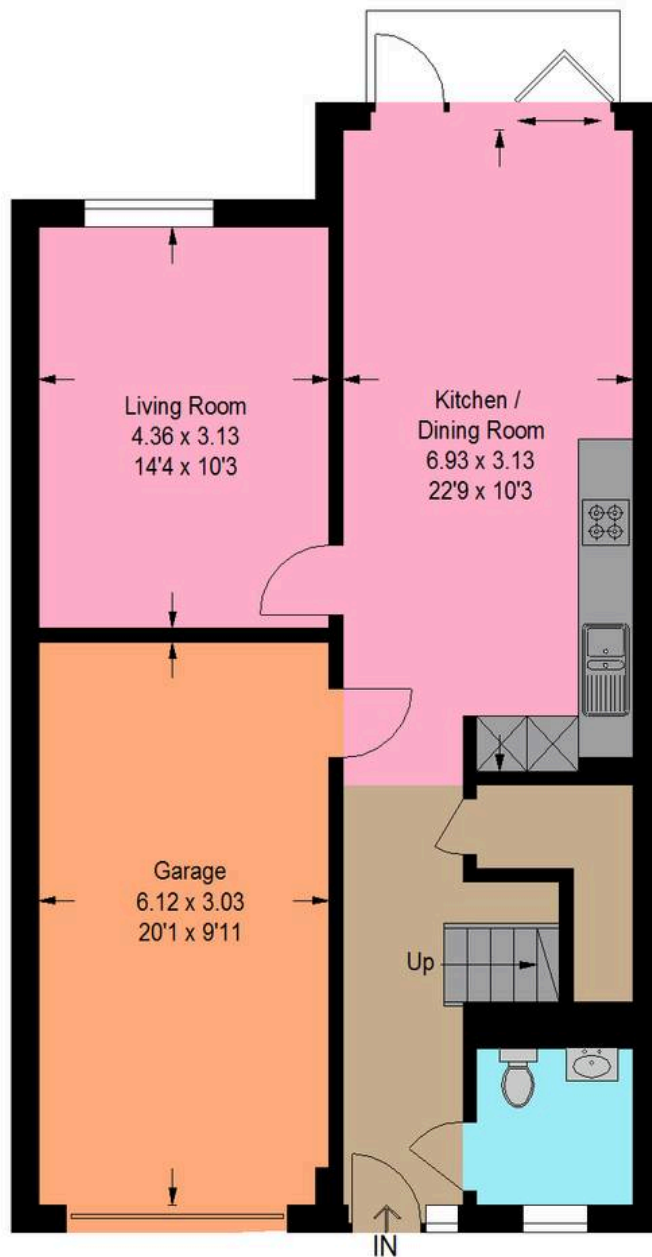 Living Room
4.36 x 3.13
14'4 x 10'3
Kitchen /
Dining Room
6.93 x 3.13
22'9 x 10'3
Garage
6.12 x 3.03
20'1 x 9'11
Up
IN